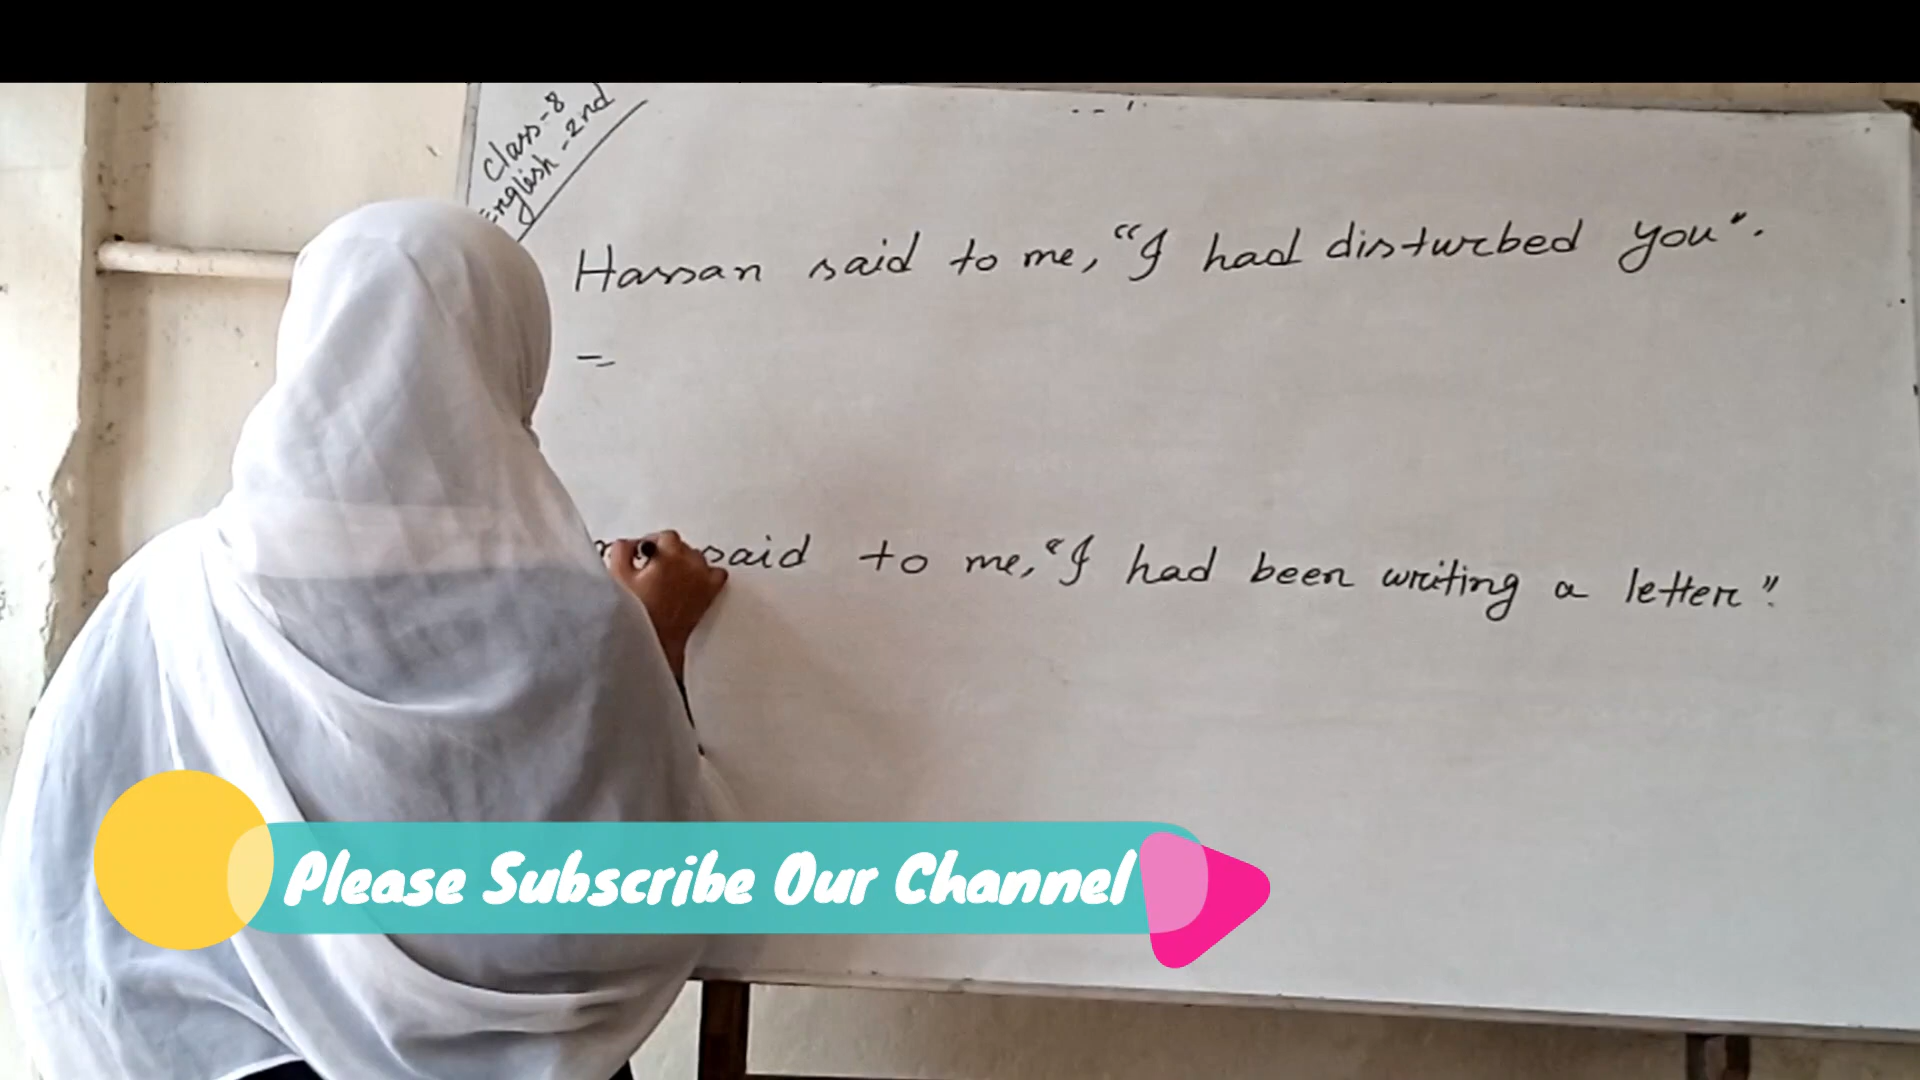 Class-8
English-2nd
Hassan said to me, “I had disturbed you”.
=
said to me, “I had been writing a letter”.
Please Subscribe Our Channel